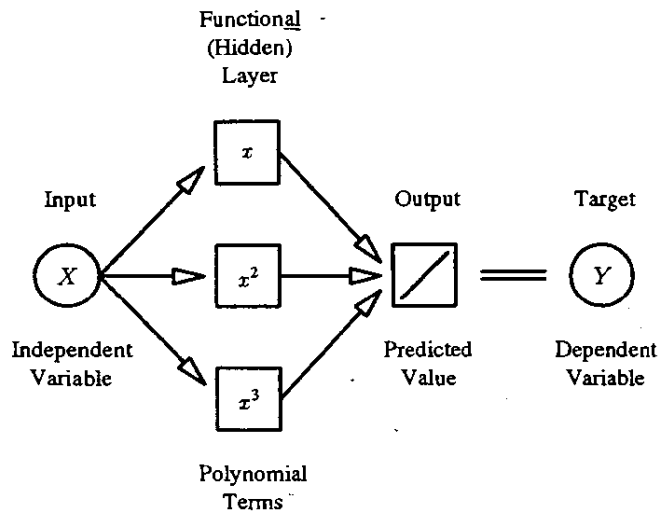 Functional
(Hidden)
Layer
x
Input
Output
Target
X
x²
Y
Independent
Variable
Predicted
Value
Dependent
Variable
x³
Polynomial
Terms